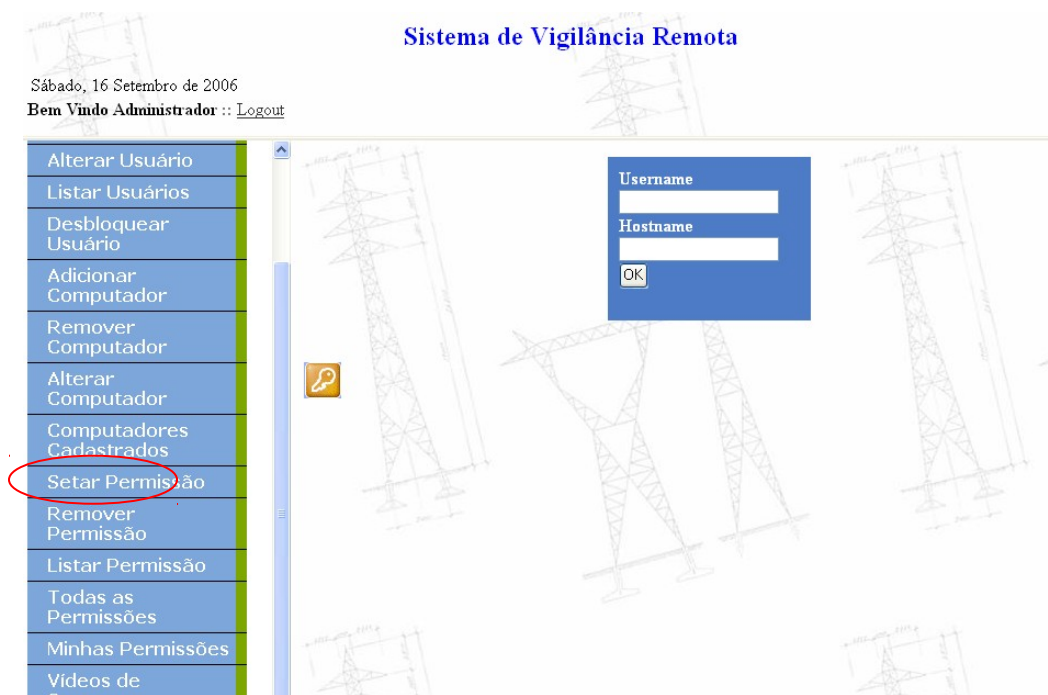 Sistema de Vigilância Remota
Sábado, 16 Setembro de 2006
Bem Vindo Administrador :: Logout
Alterar Usuário
Listar Usuários
Desbloquear
Usuário
Adicionar
Computador
Remover
Computador
Alterar
Computador
Computadores
Cadastrados
Setar Permissão
Remover
Permissão
Listar Permissão
Todas as
Permissões
Minhas Permissões
Vídeos de
Username
Hostname
OK